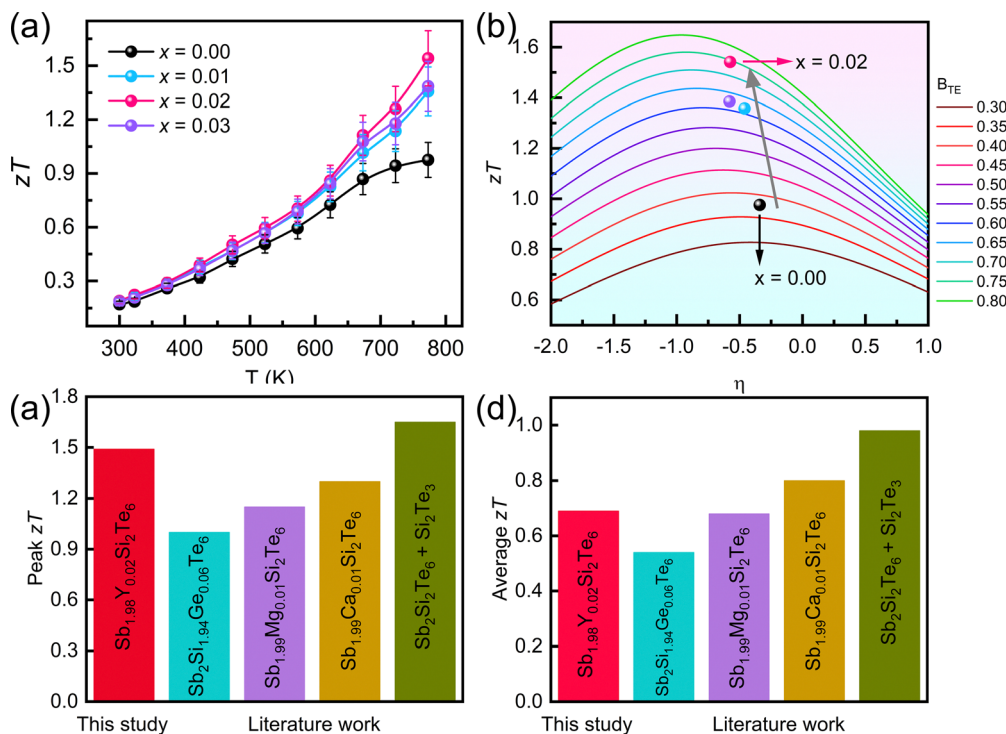 (a)
x = 0.00
x = 0.01
x = 0.02
x = 0.03
zT
1.5
1.2
0.9
0.6
0.3
300 400 500 600 700 800
T (K)
(b)
x = 0.02
x = 0.00
zT
1.6
1.4
1.2
1.0
0.8
0.6
-2.0 -1.5 -1.0 -0.5 0.0 0.5 1.0
η
B_TE
0.30
0.35
0.40
0.45
0.50
0.55
0.60
0.65
0.70
0.75
0.80
(a)
Peak zT
1.8
1.5
1.2
0.9
0.6
0.3
0.0
Sb₁.₉₈Y₀.₀₂Si₂Te₆
Sb₂Si₁.₉₄Ge₀.₀₆Te₆
Sb₁.₉₉Mg₀.₀₁Si₂Te₆
Sb₁.₉₉Ca₀.₀₁Si₂Te₆
Sb₂Si₂Te₆ + Si₂Te₃
This study Literature work
(d)
Average zT
1.0
0.8
0.6
0.4
0.2
0.0
Sb₁.₉₈Y₀.₀₂Si₂Te₆
Sb₂Si₁.₉₄Ge₀.₀₆Te₆
Sb₁.₉₉Mg₀.₀₁Si₂Te₆
Sb₁.₉₉Ca₀.₀₁Si₂Te₆
Sb₂Si₂Te₆ + Si₂Te₃
This study Literature work